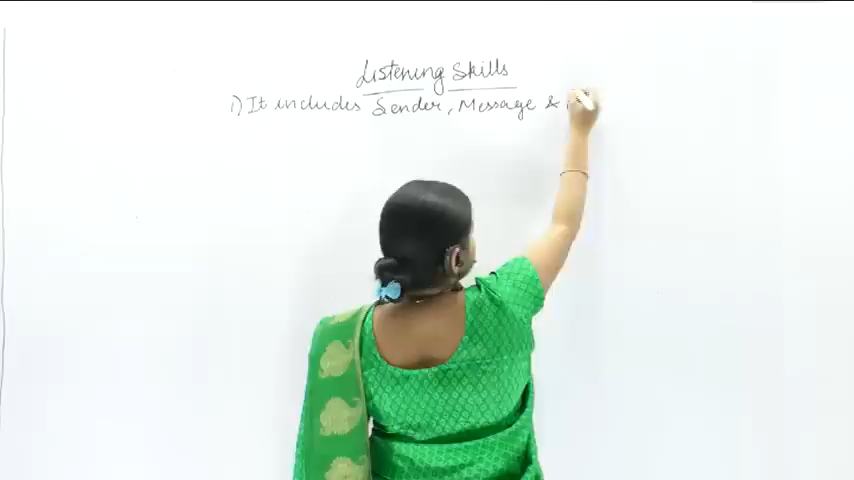 Listening Skills
1) It includes Sender, Message &